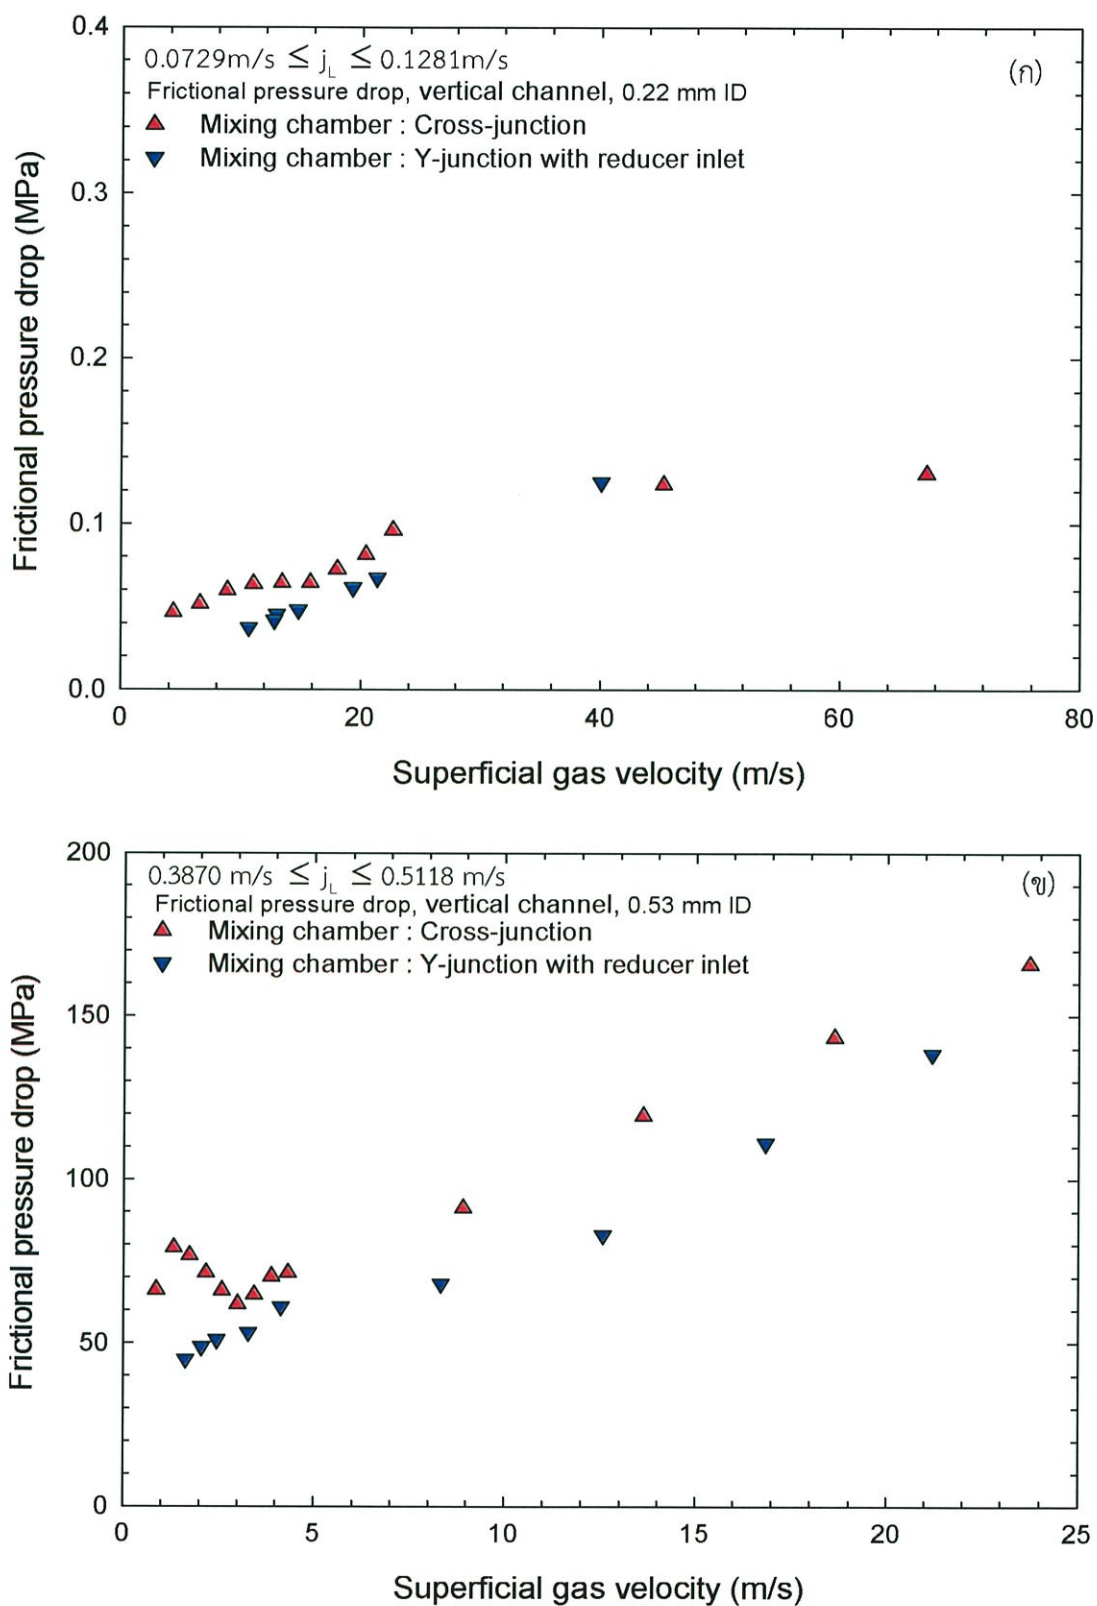 0.4
0.0729m/s ≤ j_L ≤ 0.1281m/s
(ก)
Frictional pressure drop, vertical channel, 0.22 mm ID
Mixing chamber : Cross-junction
Mixing chamber : Y-junction with reducer inlet
0.3
0.2
0.1
0.0
Frictional pressure drop (MPa)
0 20 40 60 80
Superficial gas velocity (m/s)
200
0.3870 m/s ≤ j_L ≤ 0.5118 m/s
(ข)
Frictional pressure drop, vertical channel, 0.53 mm ID
Mixing chamber : Cross-junction
Mixing chamber : Y-junction with reducer inlet
150
100
50
0
Frictional pressure drop (MPa)
0 5 10 15 20 25
Superficial gas velocity (m/s)